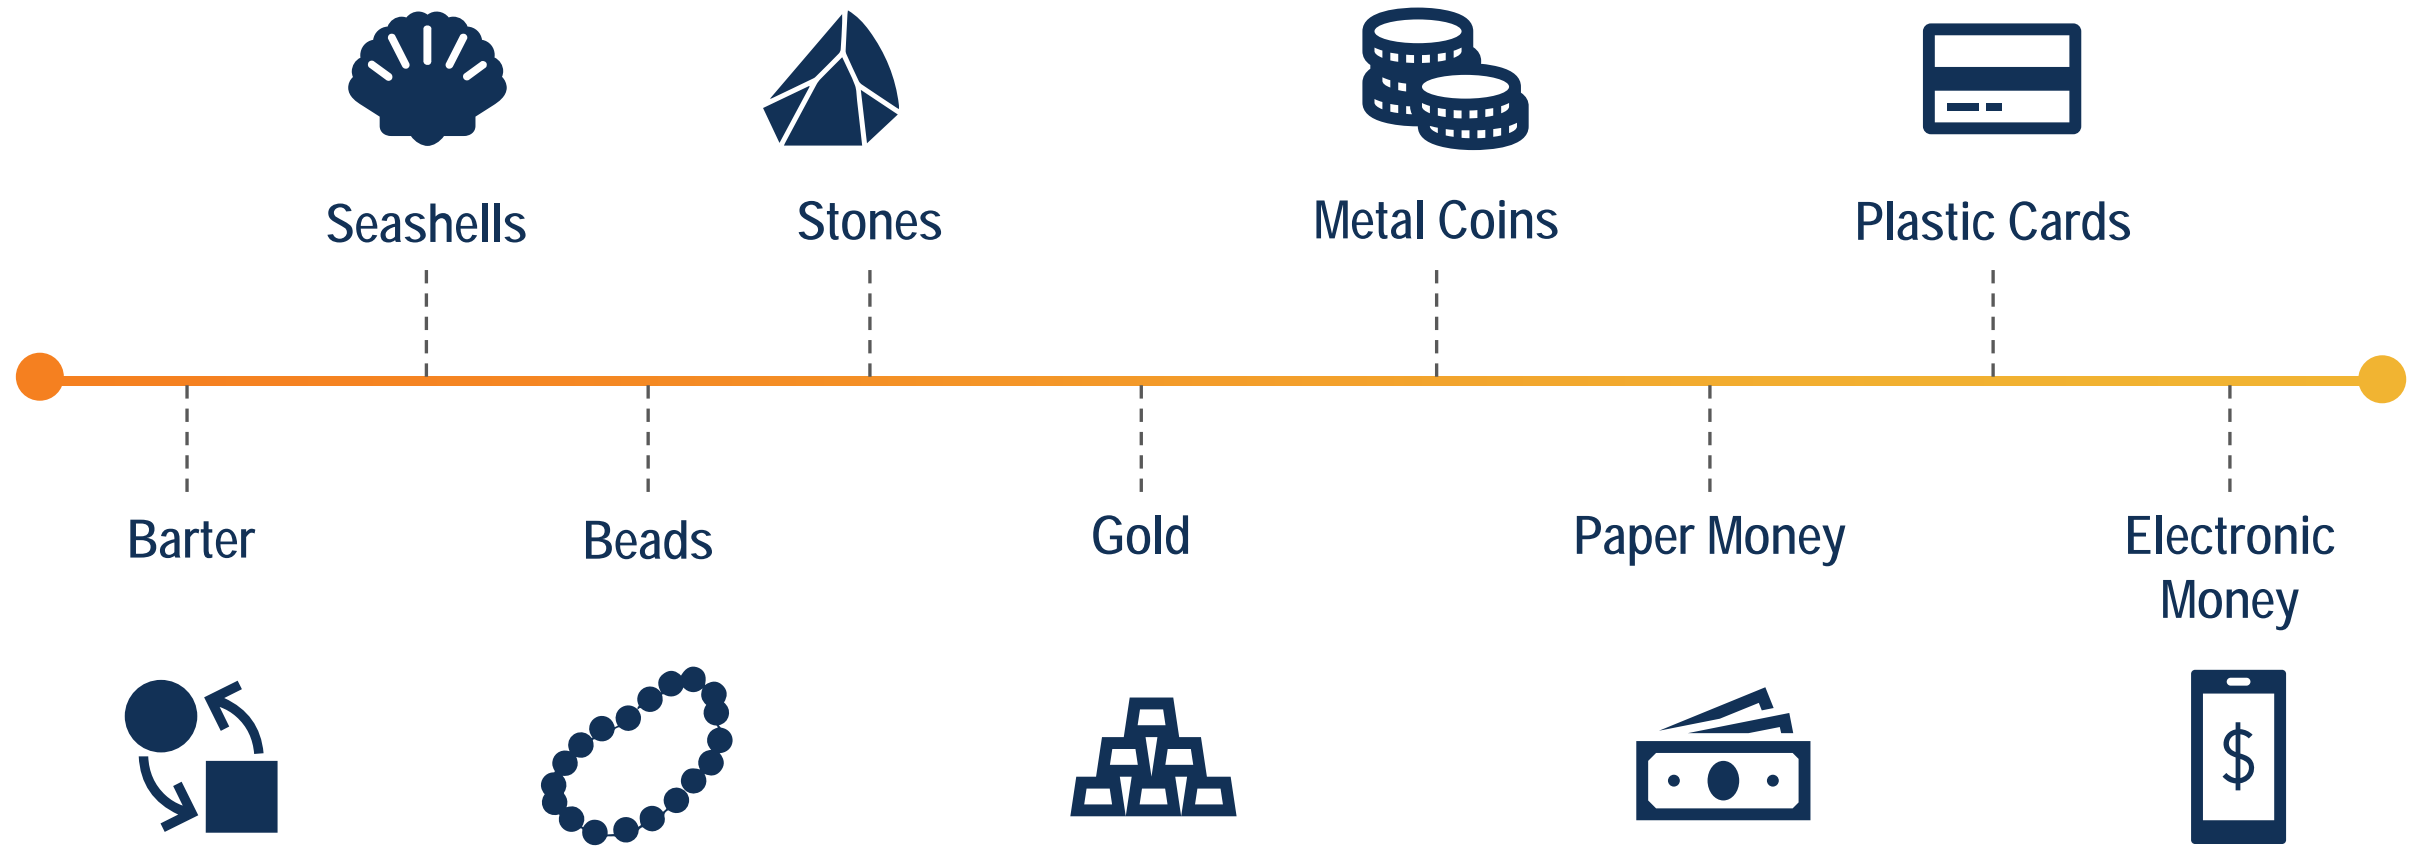 Seashells
Stones
Metal Coins
Plastic Cards
Barter
Beads
Gold
Paper Money
Electronic
Money
$